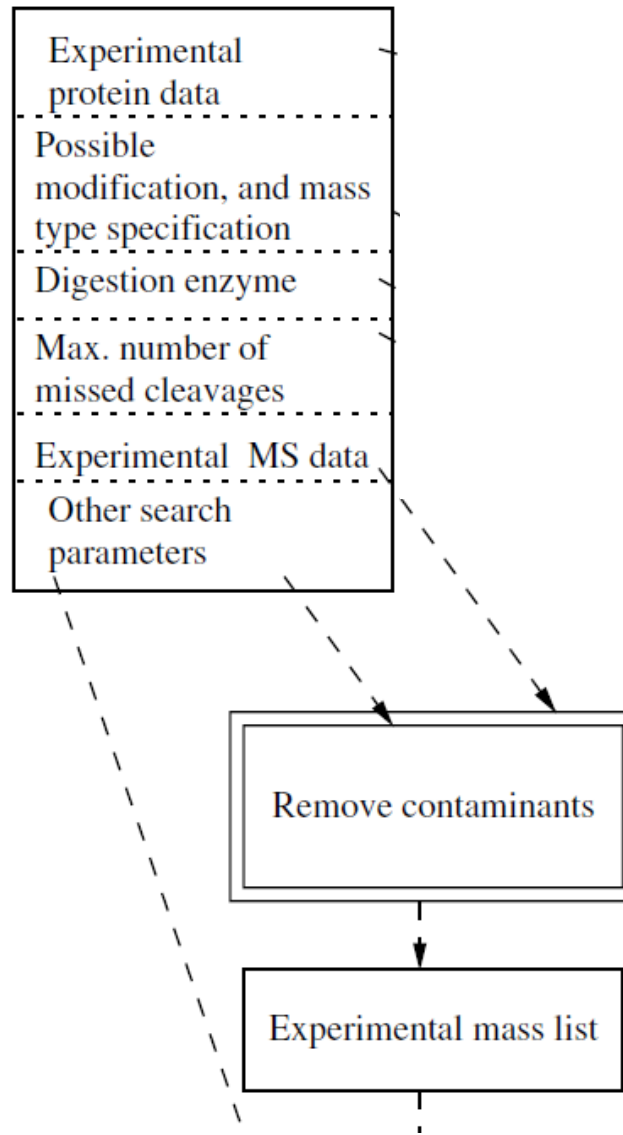 Experimental
protein data
Possible
modification, and mass
type specification
Digestion enzyme
Max. number of
missed cleavages
Experimental MS data
Other search
parameters
Remove contaminants
Experimental mass list